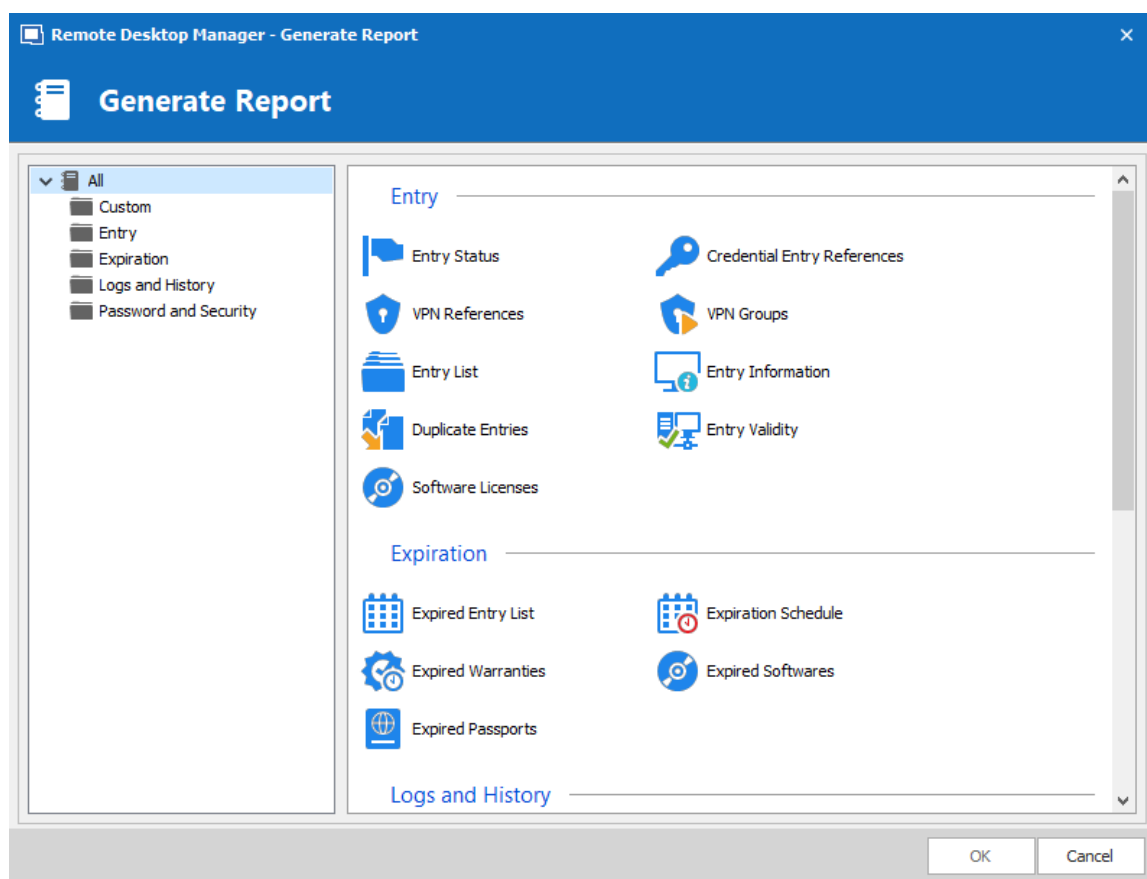 Remote Desktop Manager - Generate Report
Generate Report
All
Custom
Entry
Expiration
Logs and History
Password and Security
Entry
Entry Status
Credential Entry References
VPN References
VPN Groups
Entry List
Entry Information
Duplicate Entries
Entry Validity
Software Licenses
Expiration
Expired Entry List
Expiration Schedule
Expired Warranties
Expired Softwares
Expired Passports
Logs and History
OK
Cancel